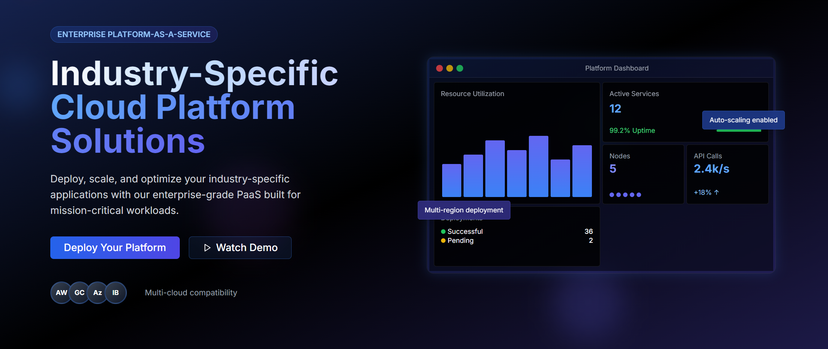 ENTERPRISE PLATFORM-AS-A-SERVICE
Industry-Specific
Cloud Platform
Solutions
Deploy, scale, and optimize your industry-specific
applications with our enterprise-grade PaaS built for
mission-critical workloads.
Deploy Your Platform
Watch Demo
AW GC Az IB
Multi-cloud compatibility
Platform Dashboard
Resource Utilization
Active Services
12
99.2% Uptime
Auto-scaling enabled
Nodes
5
API Calls
2.4k/s
+18% ↑
Multi-region deployment
Successful 36
Pending 2